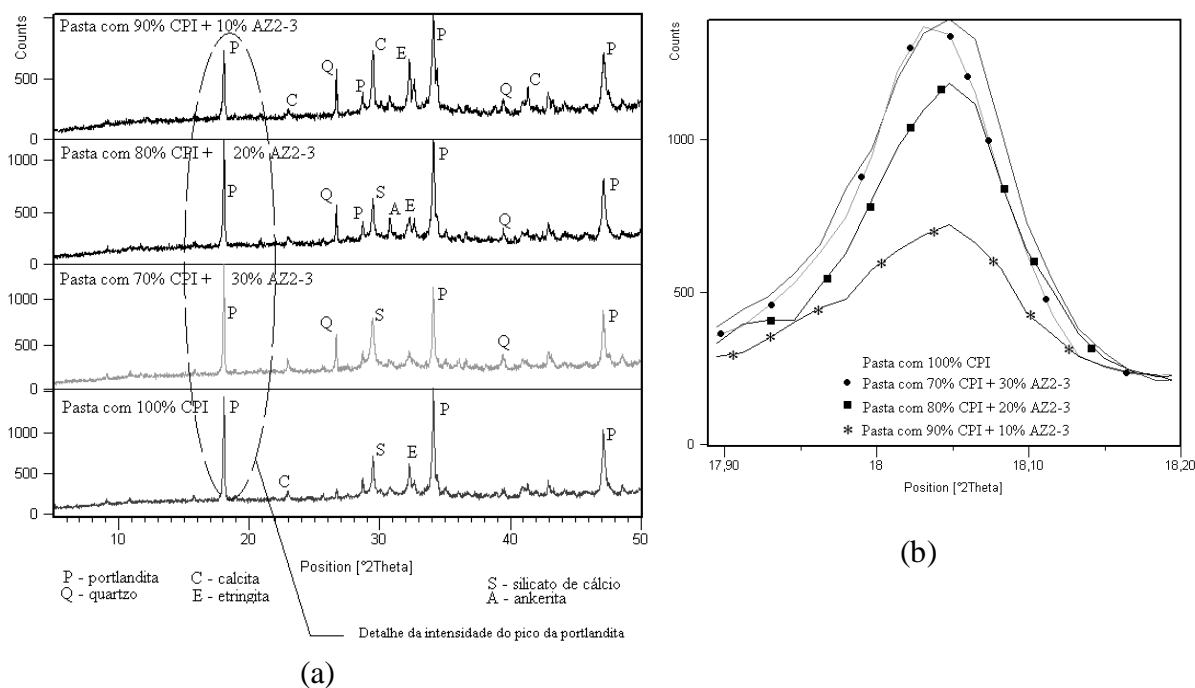 Counts
Pasta com 90% CPI + 10% AZ2-3
P
C
Q
P
C
E
P
Q
C
P
500
0
Pasta com 80% CPI + 20% AZ2-3
P
Q
P
S
A
E
P
Q
P
1000
500
0
Pasta com 70% CPI + 30% AZ2-3
P
Q
S
P
Q
P
1000
500
0
Pasta com 100% CPI
P
C
S
E
P
P
1000
500
0
10
20
30
40
50
Position [°2Theta]
P - portlandita
C - calcita
S - silicato de cálcio
Q - quartzo
E - etringita
A - ankerita
Detalhe da intensidade do pico da portlandita
(a)
Counts
1000
500
0
Pasta com 100% CPI
Pasta com 70% CPI + 30% AZ2-3
Pasta com 80% CPI + 20% AZ2-3
Pasta com 90% CPI + 10% AZ2-3
17,90
18
18,10
18,20
Position [°2Theta]
(b)